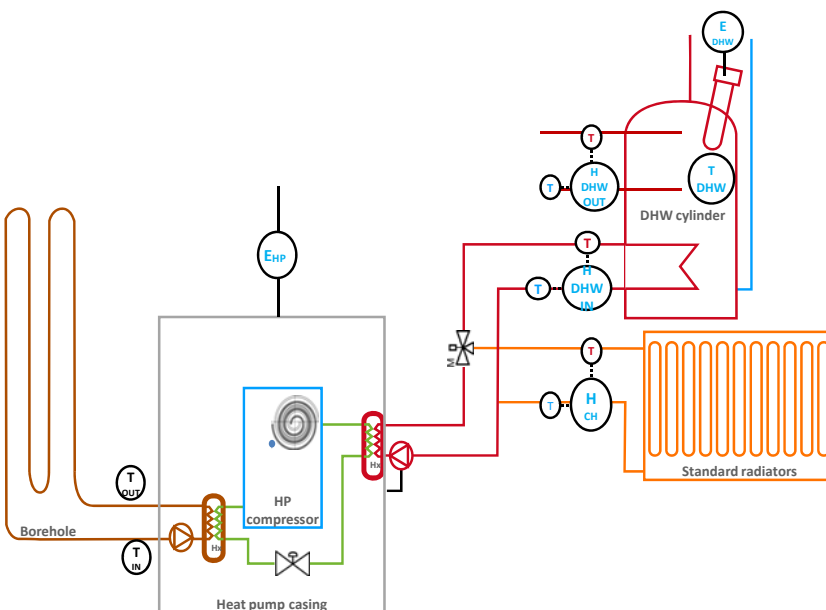 E
DHW
T
H
DHW
OUT
T
T
DHW
DHW cylinder
EHP
T
H
DHW
IN
T
M
T
H
CH
T
Hx
HP
compressor
Standard radiators
T
OUT
Borehole
Hx
T
IN
Heat pump casing